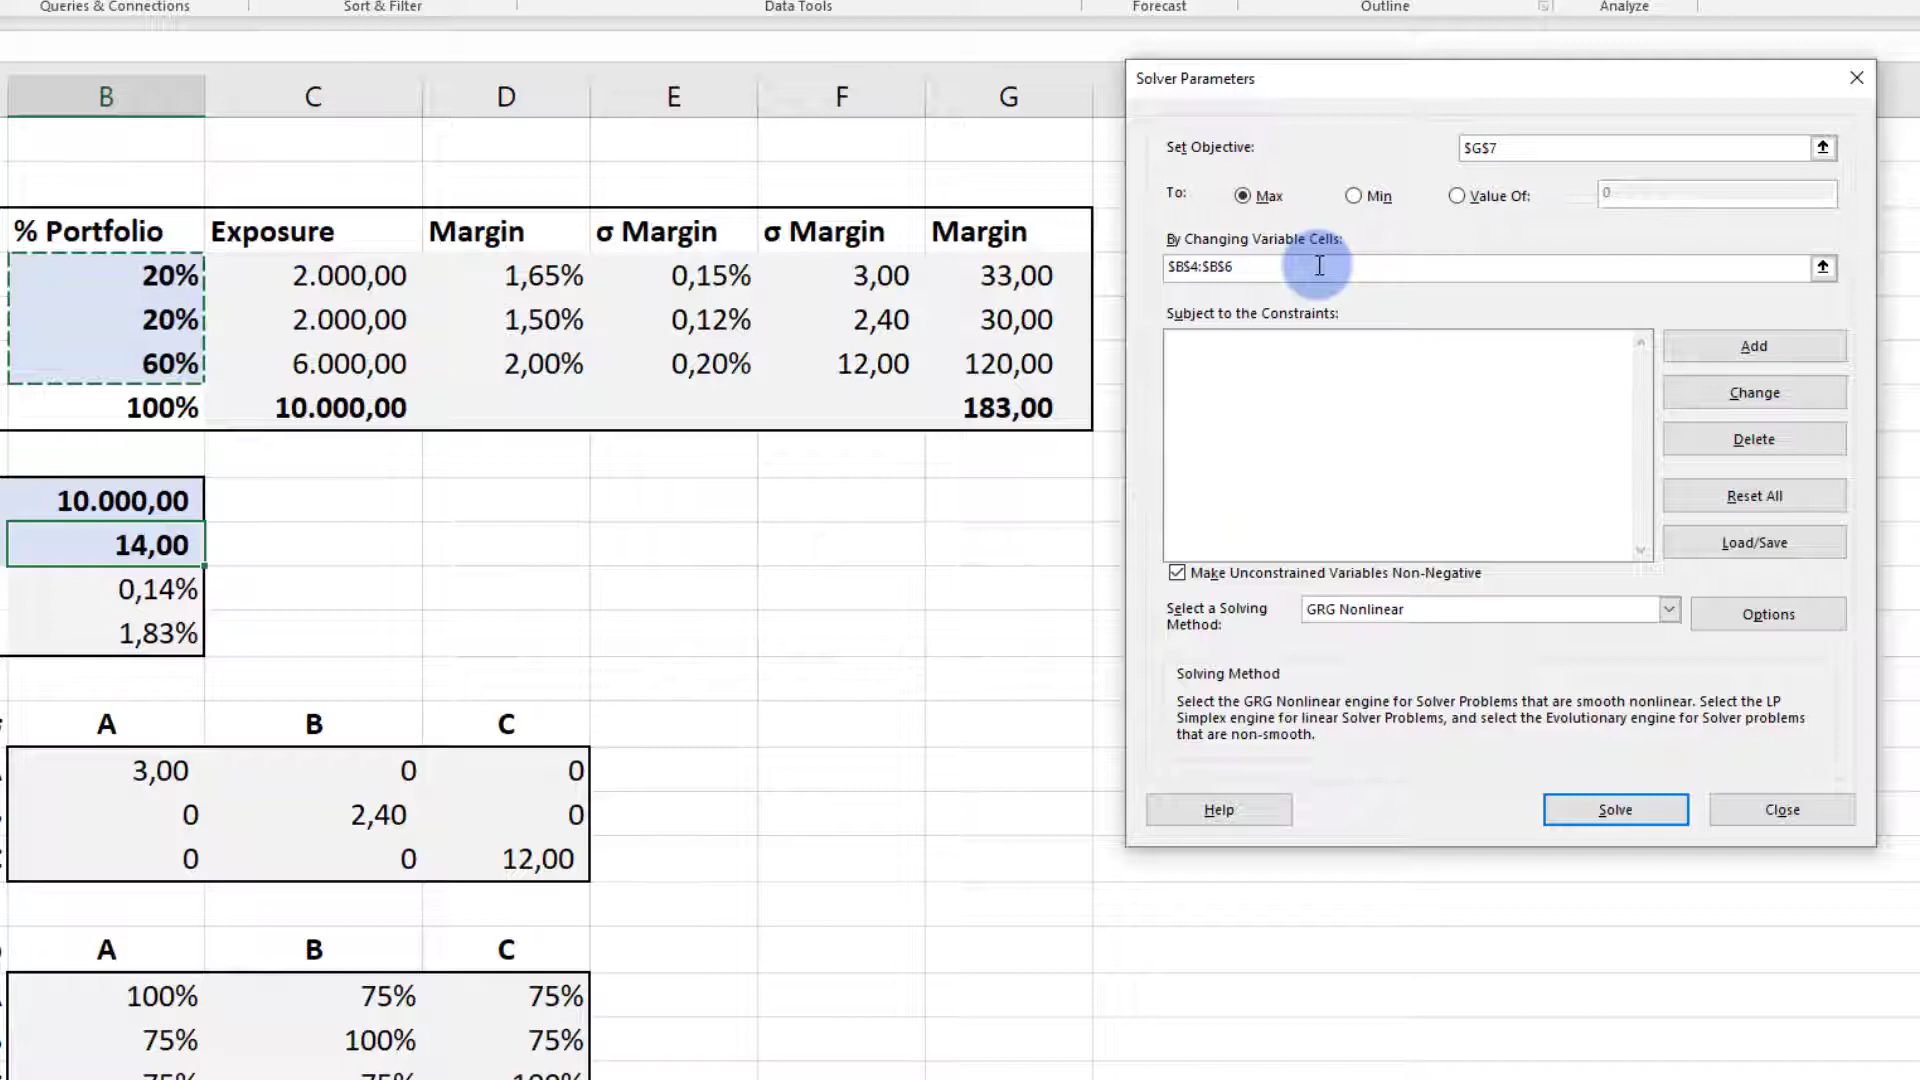 Queries & Connections Sort & Filter Data Tools Forecast Outline Analyze
B C D E F G
% Portfolio Exposure Margin σ Margin σ Margin Margin
20% 2.000,00 1,65% 0,15% 3,00 33,00
20% 2.000,00 1,50% 0,12% 2,40 30,00
60% 6.000,00 2,00% 0,20% 12,00 120,00
100% 10.000,00 183,00
10.000,00
14,00
0,14%
1,83%
A B C
3,00 0 0
0 2,40 0
0 0 12,00
A B C
100% 75% 75%
75% 100% 75%
75% 75% 100%
Solver Parameters
Set Objective: $G$7
To: Max Min Value Of: 0
By Changing Variable Cells:
$B$4:$B$6
Subject to the Constraints:
Add
Change
Delete
Reset All
Load/Save
Make Unconstrained Variables Non-Negative
Select a Solving
Method:
GRG Nonlinear
Options
Solving Method
Select the GRG Nonlinear engine for Solver Problems that are smooth nonlinear. Select the LP
Simplex engine for linear Solver Problems, and select the Evolutionary engine for Solver problems
that are non-smooth.
Help Solve Close